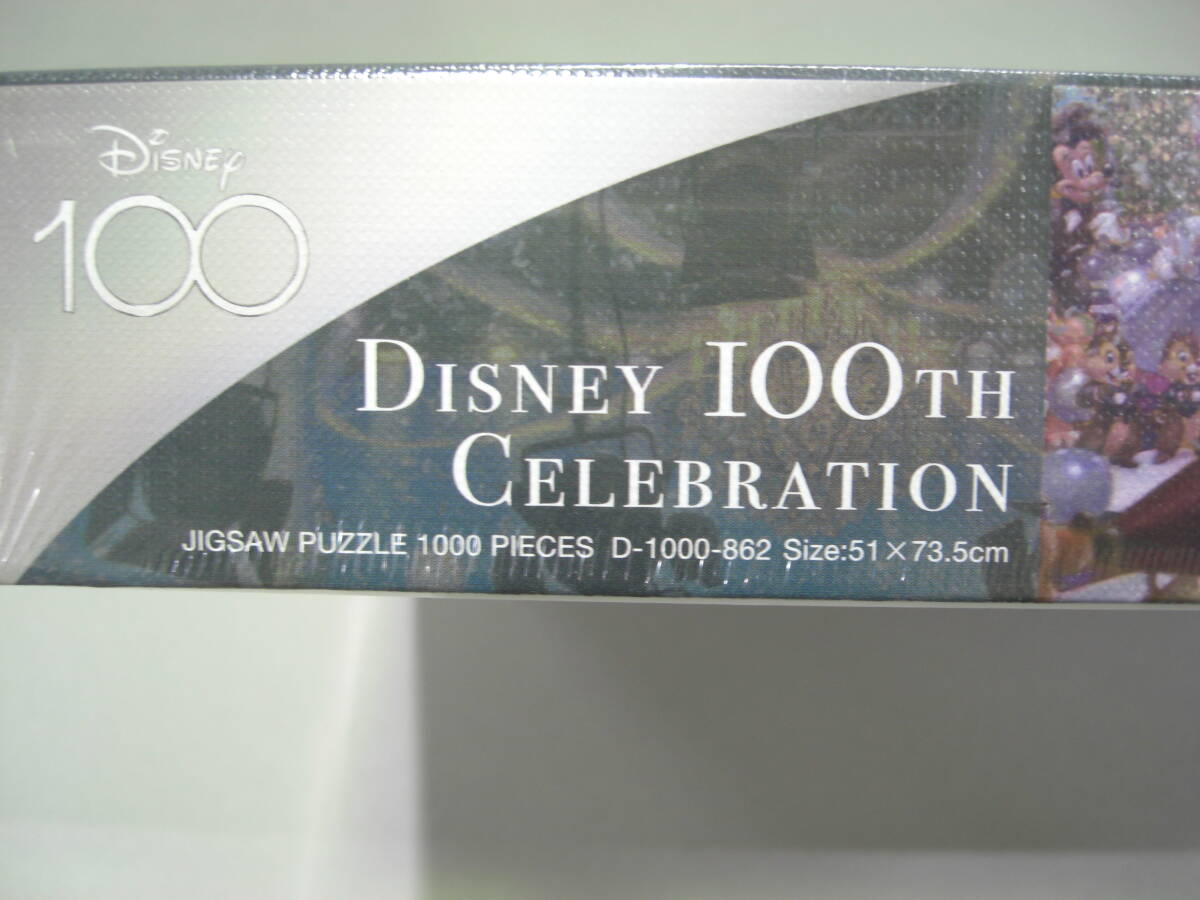 Disney
100
DISNEY 100TH
CELEBRATION
JIGSAW PUZZLE 1000 PIECES D-1000-862 Size:51×73.5cm